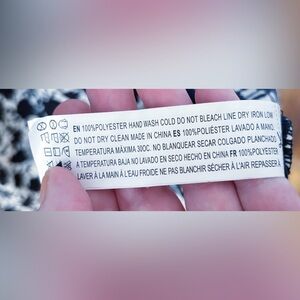 EN 100%POLYESTER HAND WASH COLD DO NOT BLEACH LINE DRY IRON LOW
DO NOT DRY CLEAN MADE IN CHINA ES 100%POLIÉSTER LAVADO A MANO,
TEMPERATURA MÁXIMA 30OC. NO BLANQUEAR SECAR COLGADO PLANCHADO
A TEMPERATURA BAJA NO LAVADO EN SECO HECHO EN CHINA FR 100%POLYESTER
LAVER À LA MAIN À L'EAU FROIDE NE PAS BLANCHIR SÉCHER À L'AIR REPASSER À